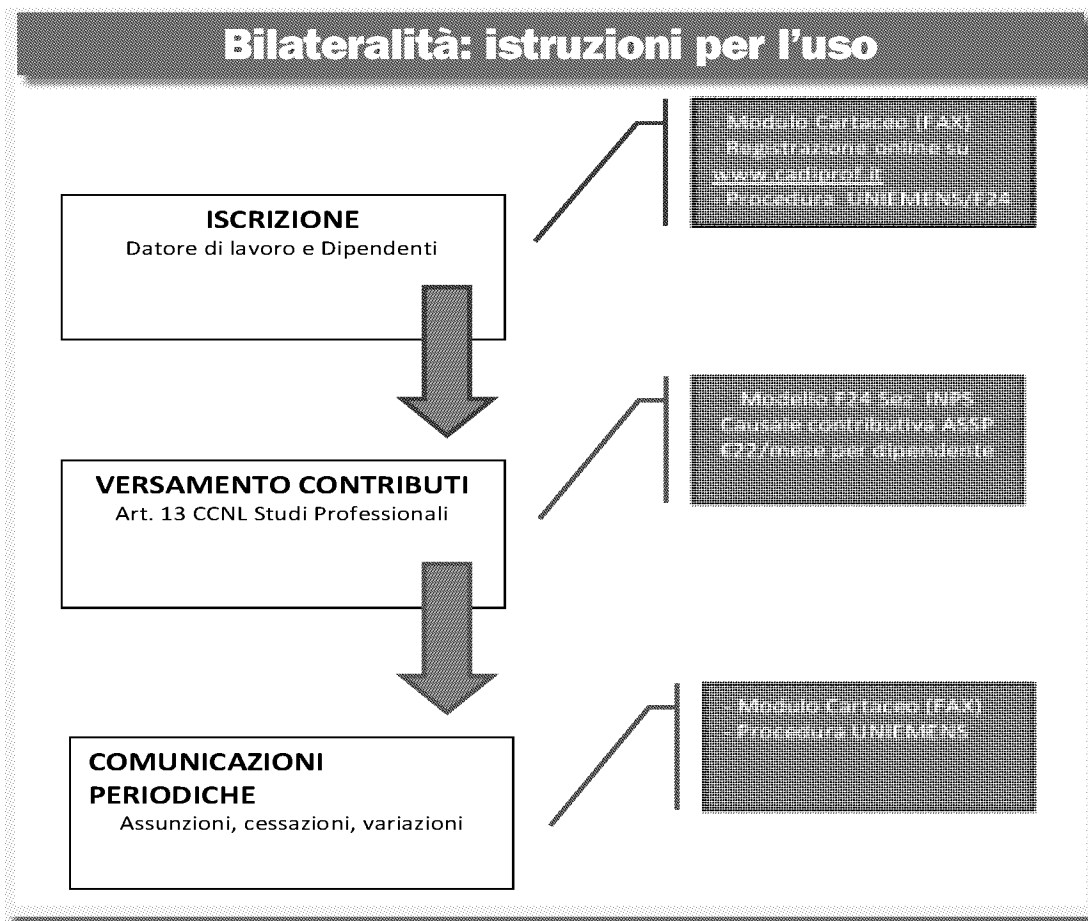 Bilateralità: istruzioni per l'uso
- Modulo Cartaceo (FAX)
- Registrazione online su
www.cadiprof.it
- Procedura UNIEMENS/F24
ISCRIZIONE
Datore di lavoro e Dipendenti
Modello F24 Sez. INPS
Causale contributiva ASSP
€22/mese per dipendente
VERSAMENTO CONTRIBUTI
Art. 13 CCNL Studi Professionali
- Modulo Cartaceo (FAX)
- Procedura UNIEMENS
COMUNICAZIONI
PERIODICHE
Assunzioni, cessazioni, variazioni